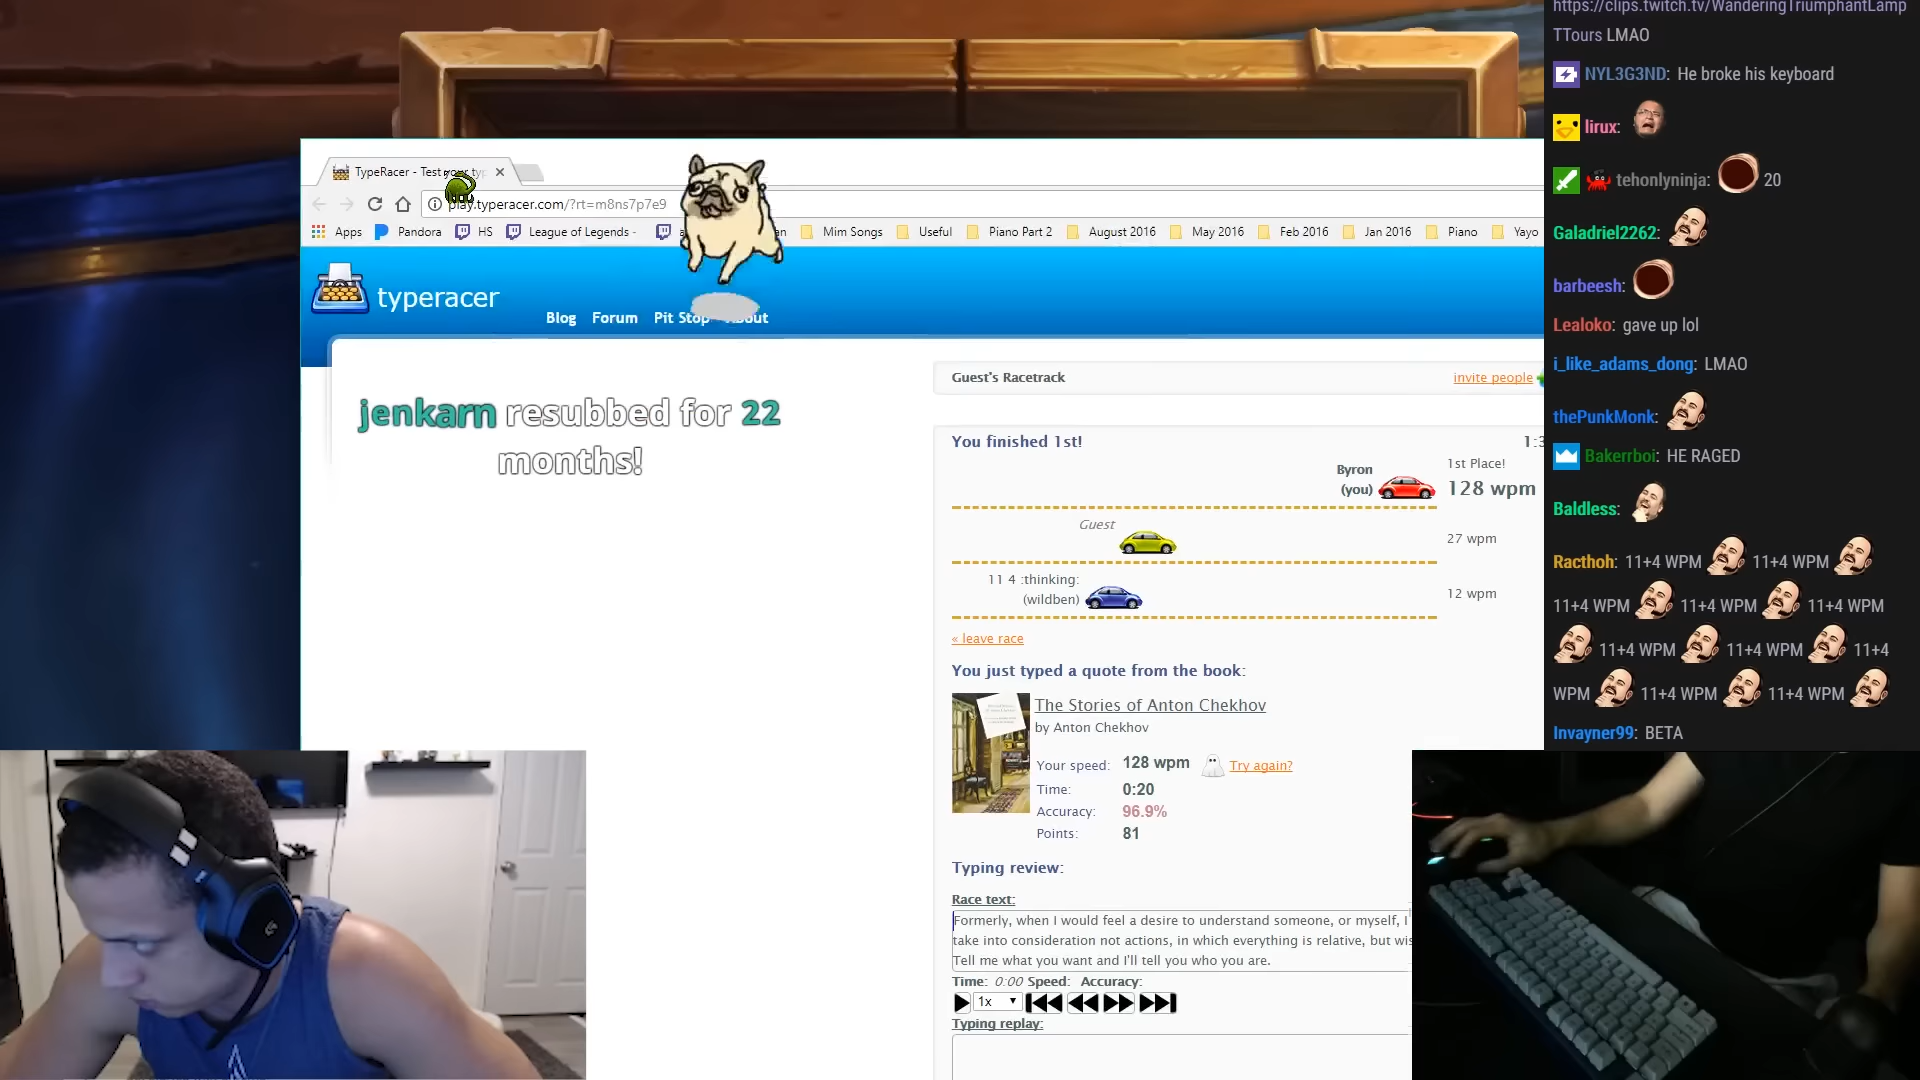 https://clips.twitch.tv/WanderingTriumphantLamp
TTours LMAO
NYL3G3ND: He broke his keyboard
lirux:
tehonlyninja: 20
Galadriel2262:
barbeesh:
Lealoko: gave up lol
i_like_adams_dong: LMAO
thePunkMonk:
Bakerrboi: HE RAGED
Baldless:
Racthoh: 11+4 WPM 11+4 WPM
11+4 WPM 11+4 WPM 11+4 WPM
11+4 WPM 11+4 WPM 11+4
WPM 11+4 WPM 11+4 WPM
Invayner99: BETA
TypeRacer - Test your typ
play.typeracer.com/?rt=m8ns7p7e9
Apps Pandora HS League of Legends - Mim Songs Useful Piano Part 2 August 2016 May 2016 Feb 2016 Jan 2016 Piano Yayo
typeracer
Blog Forum Pit Stop About
jenkarn resubbed for 22
months!
Guest's Racetrack
invite people
You finished 1st!
Byron
(you)
1st Place!
128 wpm
Guest
27 wpm
11 4 :thinking:
(wildben)
12 wpm
« leave race
You just typed a quote from the book:
The Stories of Anton Chekhov
by Anton Chekhov
Your speed: 128 wpm Try again?
Time: 0:20
Accuracy: 96.9%
Points: 81
Typing review:
Race text:
Formerly, when I would feel a desire to understand someone, or myself, I
take into consideration not actions, in which everything is relative, but wis
Tell me what you want and I'll tell you who you are.
Time: 0:00 Speed: Accuracy:
1x
Typing replay: